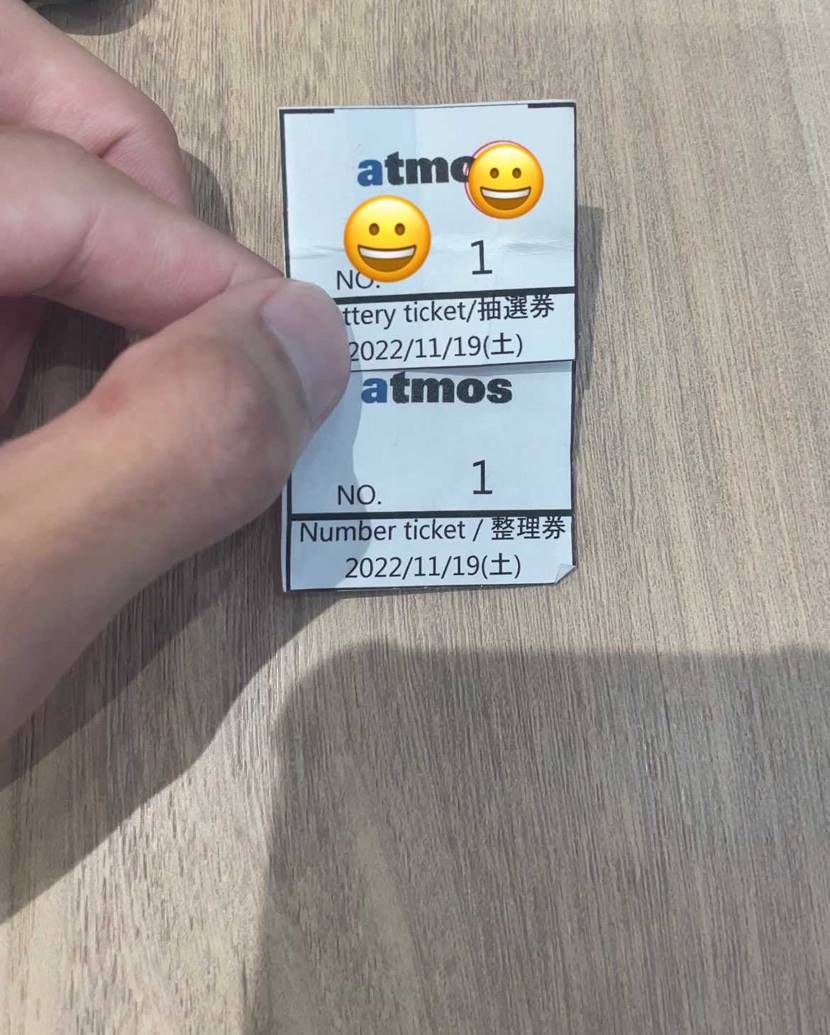 atmo
NO. 1
ttery ticket/抽選券
2022/11/19(土)
atmos
NO. 1
Number ticket / 整理券
2022/11/19(土)